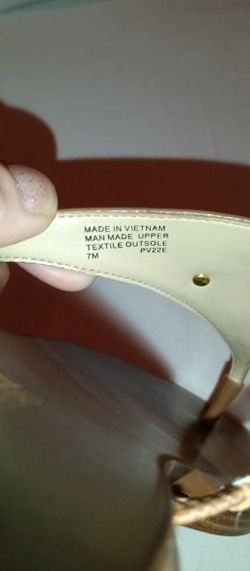 MADE IN VIETNAM
MAN MADE UPPER
TEXTILE OUTSOLE
7M PV22E